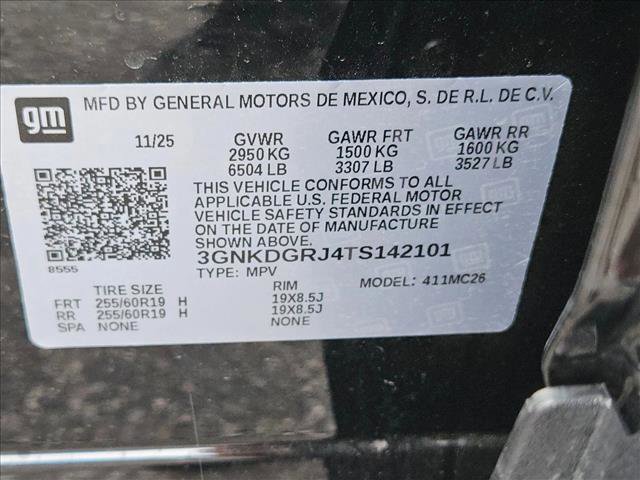 gm MFD BY GENERAL MOTORS DE MEXICO, S. DE R.L. DE C.V.
11/25 GVWR GAWR FRT GAWR RR
2950 KG 1500 KG 1600 KG
6504 LB 3307 LB 3527 LB
THIS VEHICLE CONFORMS TO ALL
APPLICABLE U.S. FEDERAL MOTOR
VEHICLE SAFETY STANDARDS IN EFFECT
ON THE DATE OF MANUFACTURE
SHOWN ABOVE.
8555
3GNKDGRJ4TS142101
TYPE: MPV MODEL: 411MC26
TIRE SIZE RIM
FRT 255/60R19 H 19X8.5J
RR 255/60R19 H 19X8.5J
SPA NONE NONE